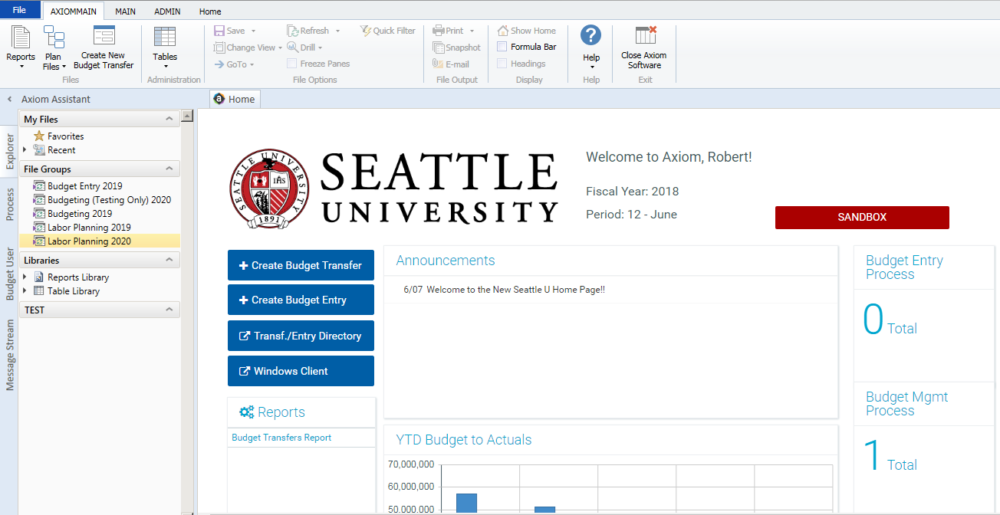 File
AXIOMMAIN
MAIN
ADMIN
Home
Reports
Plan
Files
Create New
Budget Transfer
Files
Tables
Administration
Save
Change View
GoTo
Refresh
Drill
Freeze Panes
Quick Filter
File Options
Print
Snapshot
E-mail
File Output
Show Home
Formula Bar
Headings
Display
Help
Help
Close Axiom
Software
Exit
Axiom Assistant
Explorer
Process
Budget User
Message Stream
My Files
Favorites
Recent
File Groups
Budget Entry 2019
Budgeting (Testing Only) 2020
Budgeting 2019
Labor Planning 2019
Labor Planning 2020
Libraries
Reports Library
Table Library
TEST
a Home
SEATTLE UNIVERSITY
IHS
1891
SEATTLE
UNIVERSITY
Welcome to Axiom, Robert!
Fiscal Year: 2018
Period: 12 - June
SANDBOX
Create Budget Transfer
Create Budget Entry
Transf./Entry Directory
Windows Client
Reports
Budget Transfers Report
Announcements
6/07 Welcome to the New Seattle U Home Page!!
YTD Budget to Actuals
70,000,000
60,000,000
50,000,000
Budget Entry
Process
0 Total
Budget Mgmt
Process
1 Total